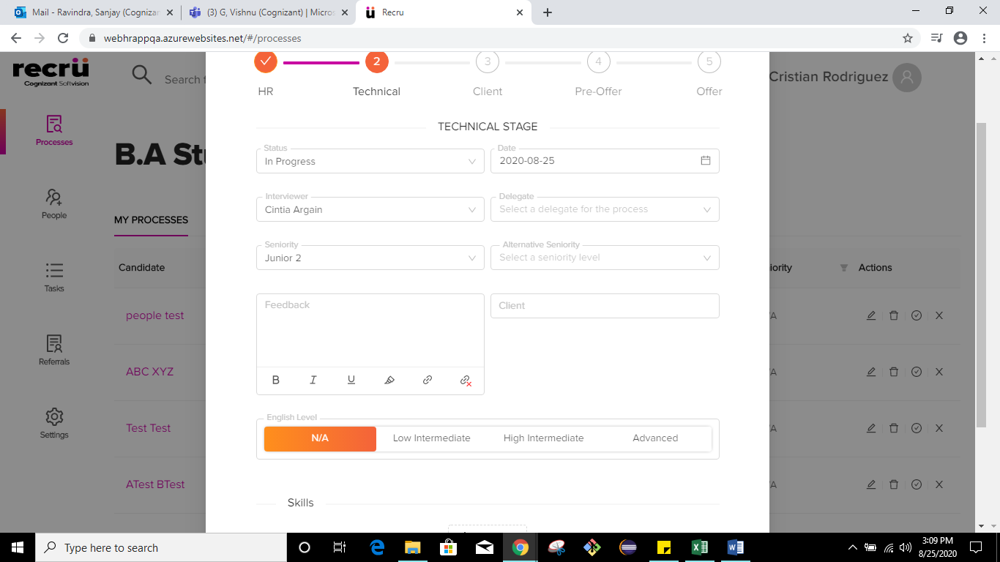 Mail - Ravindra, Sanjay (Cogniza
(3) G, Vishnu (Cognizant) | Micros
Recru
webhrappqa.azurewebsites.net/#/processes
recrü
Cognizant Softvision
Search f
Cristian Rodriguez
2
3
4
5
HR
Technical
Client
Pre-Offer
Offer
TECHNICAL STAGE
Processes
B.A Stu
Status
In Progress
Date
2020-08-25
People
Interviewer
Cintia Argain
Delegate
Select a delegate for the process
MY PROCESSES
Seniority
Junior 2
Alternative Seniority
Select a seniority level
Candidate
iority
Actions
Tasks
Feedback
Client
people test
/A
Referrals
ABC XYZ
/A
B I U
English Level
N/A
Low Intermediate
High Intermediate
Advanced
Test Test
/A
Settings
ATest BTest
/A
Skills
Type here to search
3:09 PM
8/25/2020